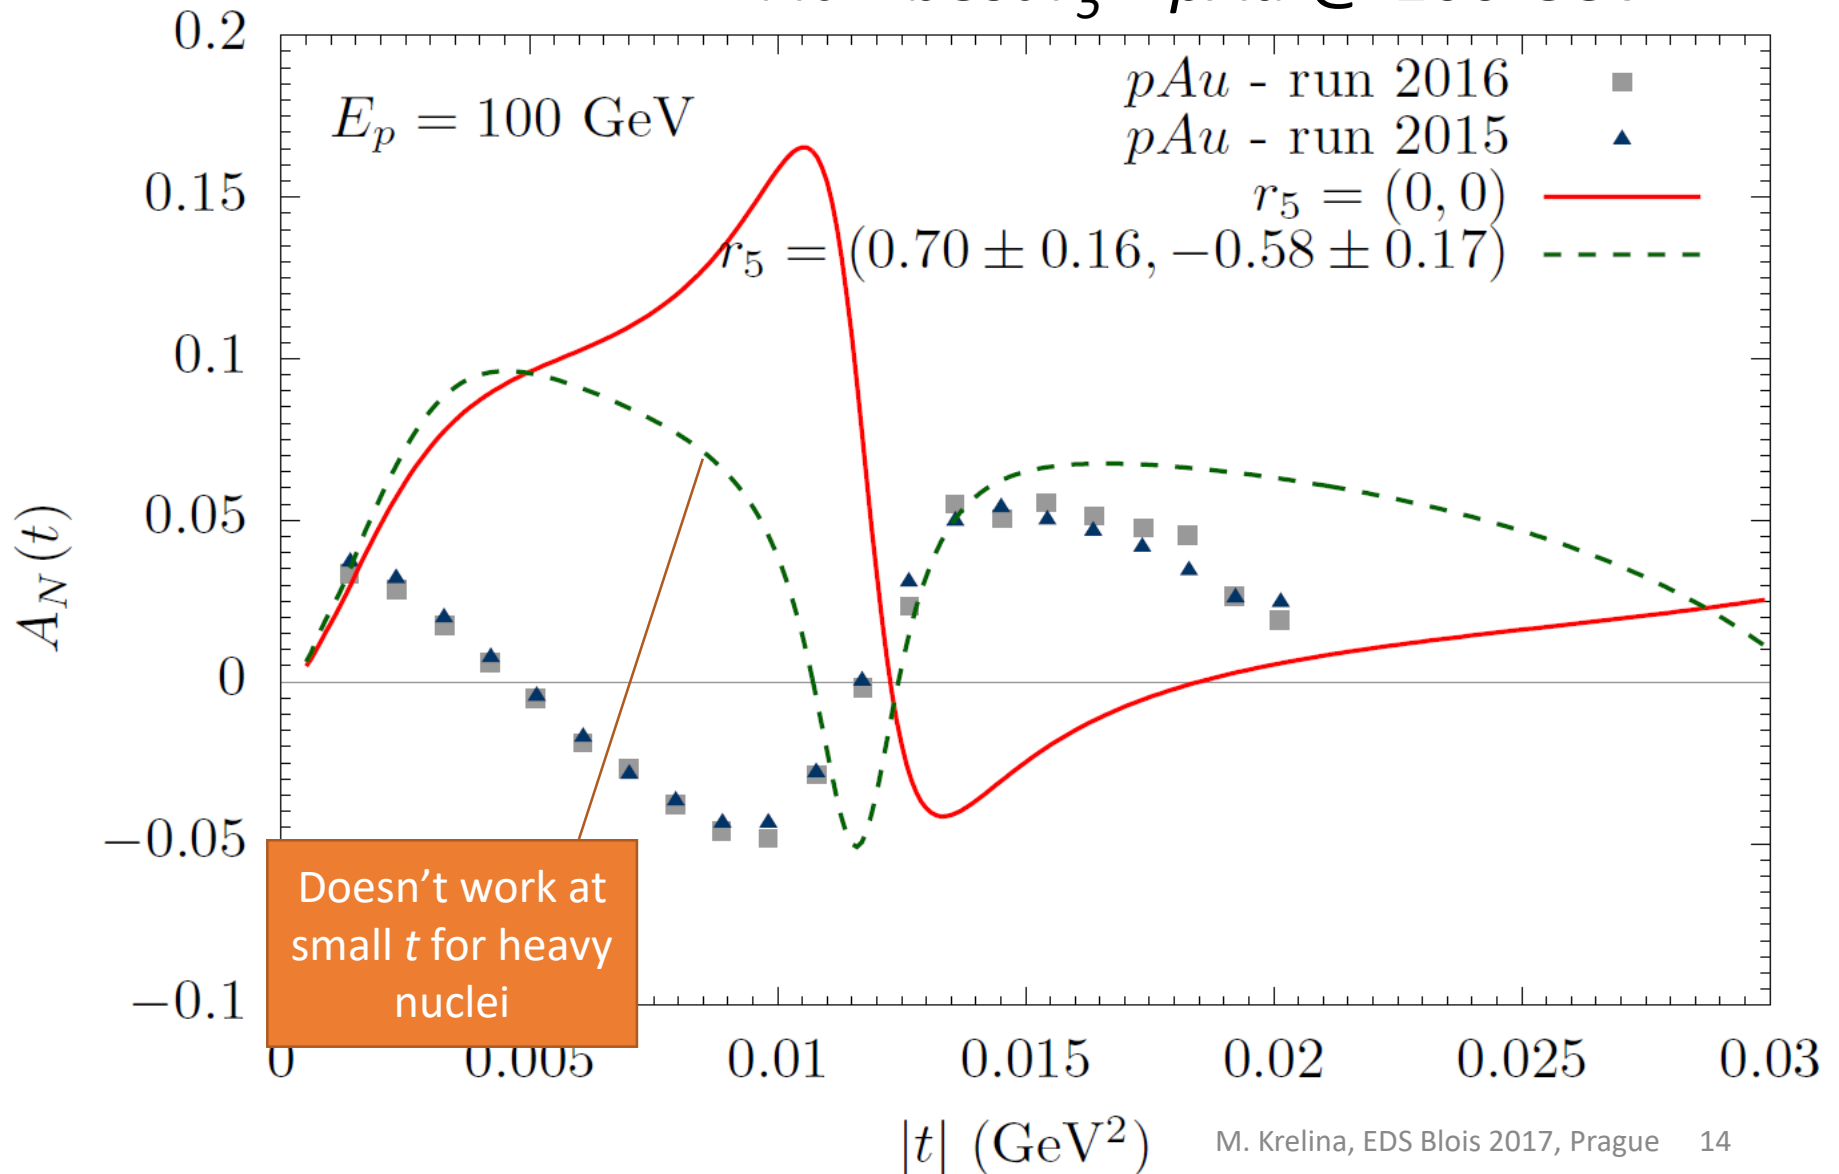 0.2
E_p = 100 GeV
pAu - run 2016
pAu - run 2015
r_5 = (0, 0)
r_5 = (0.70 ± 0.16, −0.58 ± 0.17)
0.15
0.1
0.05
0
−0.05
−0.1
A_N(t)
Doesn’t work at
small t for heavy
nuclei
0 0.005 0.01 0.015 0.02 0.025 0.03
|t| (GeV²)
M. Krelina, EDS Blois 2017, Prague 14